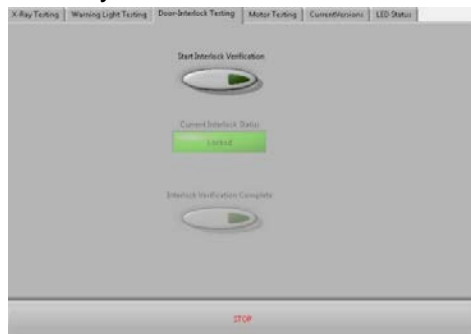 X-Ray Testing
Warning Light Testing
Door-Interlock Testing
Motor Testing
CurrentVersions
LED Status
Start Interlock Verification
Current Interlock Status
Locked
Interlock Verification Complete
STOP